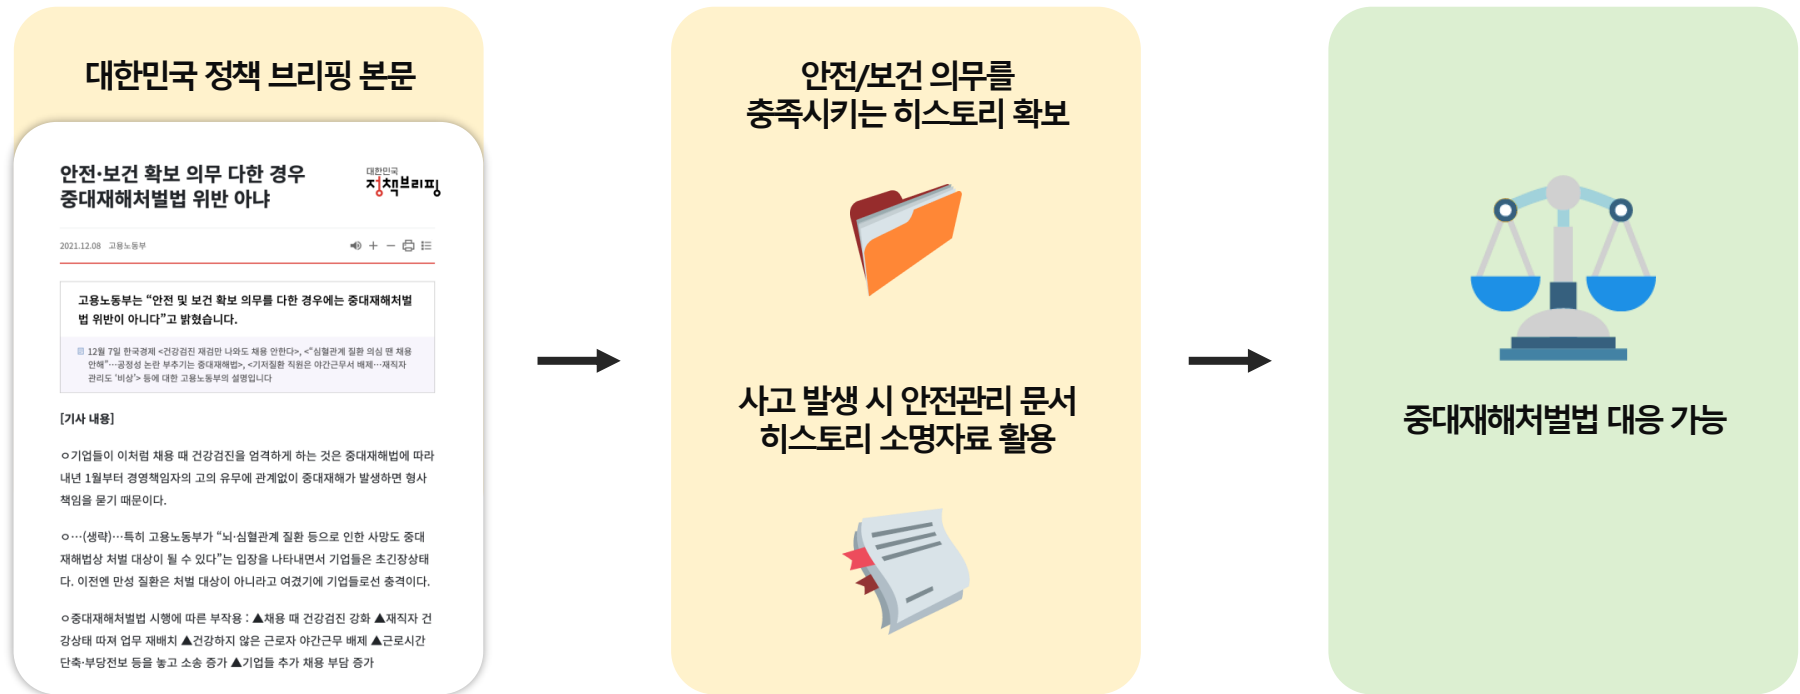 대한민국 정책 브리핑 본문
안전·보건 확보 의무 다한 경우
중대재해처벌법 위반 아냐
대한민국
정책브리핑
2021.12.08 고용노동부
고용노동부는 “안전 및 보건 확보 의무를 다한 경우에는 중대재해처벌
법 위반이 아니다”고 밝혔습니다.
12월 7일 한국경제 <건강검진 재검만 나와도 채용 안한다>, <“심혈관계 질환 의심 땐 채용
안해”…공정성 논란 부추기는 중대재해법>, <기저질환 직원은 야간근무서 배제…재직자
관리도 ‘비상’> 등에 대한 고용노동부의 설명입니다
[기사 내용]
ㅇ기업들이 이처럼 채용 때 건강검진을 엄격하게 하는 것은 중대재해법에 따라
내년 1월부터 경영책임자의 고의 유무에 관계없이 중대재해가 발생하면 형사
책임을 묻기 때문이다.
ㅇ…(생략)…특히 고용노동부가 “뇌·심혈관계 질환 등으로 인한 사망도 중대
재해법상 처벌 대상이 될 수 있다”는 입장을 나타내면서 기업들은 초긴장상태
다. 이전엔 만성 질환은 처벌 대상이 아니라고 여겼기에 기업들로선 충격이다.
ㅇ중대재해처벌법 시행에 따른 부작용 : ▲채용 때 건강검진 강화 ▲재직자 건
강상태 따져 업무 재배치 ▲건강하지 않은 근로자 야간근무 배제 ▲근로시간
단축·부당전보 등을 놓고 소송 증가 ▲기업들 추가 채용 부담 증가
안전/보건 의무를
충족시키는 히스토리 확보
사고 발생 시 안전관리 문서
히스토리 소명자료 활용
중대재해처벌법 대응 가능